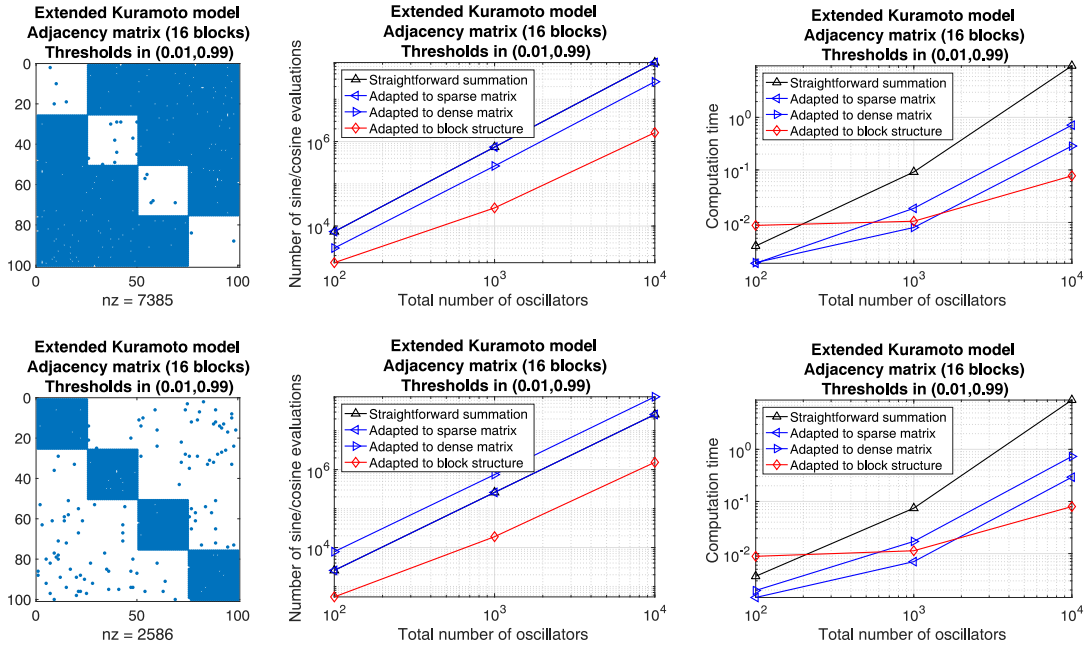 Extended Kuramoto model
Adjacency matrix (16 blocks)
Thresholds in (0.01,0.99)
0
20
40
60
80
100
0
50
100
nz = 7385
Extended Kuramoto model
Adjacency matrix (16 blocks)
Thresholds in (0.01,0.99)
Number of sine/cosine evaluations
Straightforward summation
Adapted to sparse matrix
Adapted to dense matrix
Adapted to block structure
10^6
10^4
10^2
10^3
10^4
Total number of oscillators
Extended Kuramoto model
Adjacency matrix (16 blocks)
Thresholds in (0.01,0.99)
Computation time
Straightforward summation
Adapted to sparse matrix
Adapted to dense matrix
Adapted to block structure
10^0
10^-1
10^-2
10^2
10^3
10^4
Total number of oscillators
Extended Kuramoto model
Adjacency matrix (16 blocks)
Thresholds in (0.01,0.99)
0
20
40
60
80
100
0
50
100
nz = 2586
Extended Kuramoto model
Adjacency matrix (16 blocks)
Thresholds in (0.01,0.99)
Number of sine/cosine evaluations
Straightforward summation
Adapted to sparse matrix
Adapted to dense matrix
Adapted to block structure
10^6
10^4
10^2
10^3
10^4
Total number of oscillators
Extended Kuramoto model
Adjacency matrix (16 blocks)
Thresholds in (0.01,0.99)
Computation time
Straightforward summation
Adapted to sparse matrix
Adapted to dense matrix
Adapted to block structure
10^0
10^-1
10^-2
10^2
10^3
10^4
Total number of oscillators